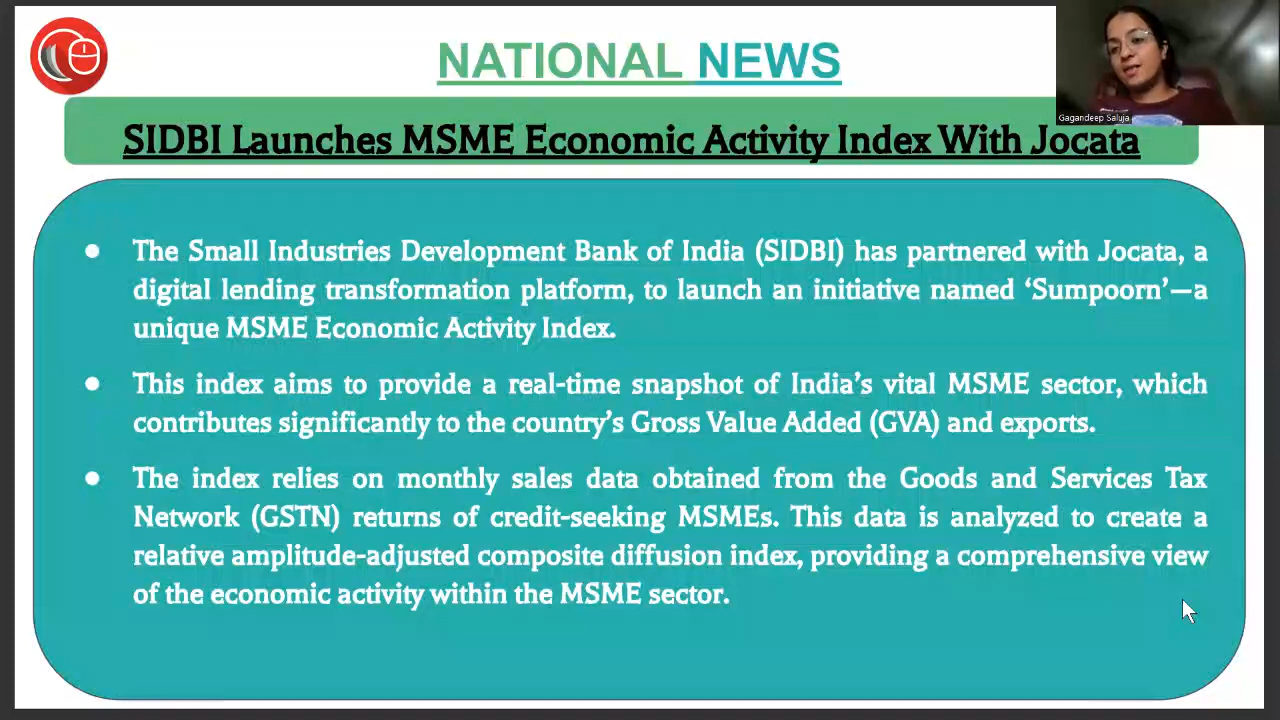 NATIONAL NEWS
Gagandeep Saluja
SIDBI Launches MSME Economic Activity Index With Jocata
● The Small Industries Development Bank of India (SIDBI) has partnered with Jocata, a
digital lending transformation platform, to launch an initiative named ‘Sumpoorn’—a
unique MSME Economic Activity Index.
● This index aims to provide a real-time snapshot of India’s vital MSME sector, which
contributes significantly to the country’s Gross Value Added (GVA) and exports.
● The index relies on monthly sales data obtained from the Goods and Services Tax
Network (GSTN) returns of credit-seeking MSMEs. This data is analyzed to create a
relative amplitude-adjusted composite diffusion index, providing a comprehensive view
of the economic activity within the MSME sector.